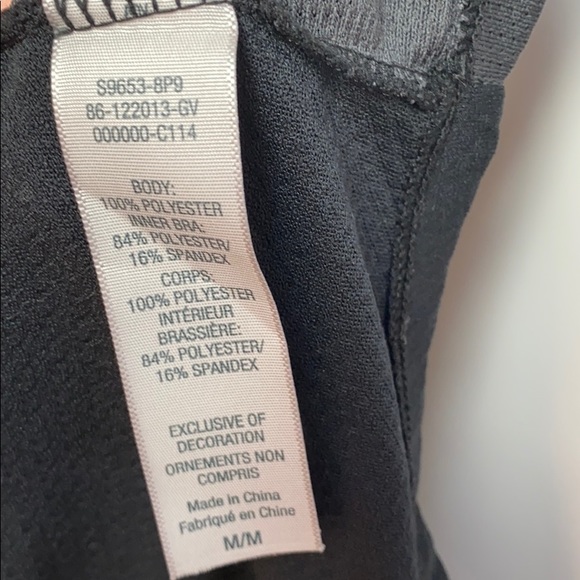 S9653-8P9
86-122013-GV
000000-C114
BODY:
100% POLYESTER
INNER BRA:
84% POLYESTER/
16% SPANDEX
CORPS:
100% POLYESTER
INTÉRIEUR
BRASSIÈRE:
84% POLYESTER/
16% SPANDEX
EXCLUSIVE OF
DECORATION
ORNEMENTS NON
COMPRIS
Made in China
Fabriqué en Chine
M/M